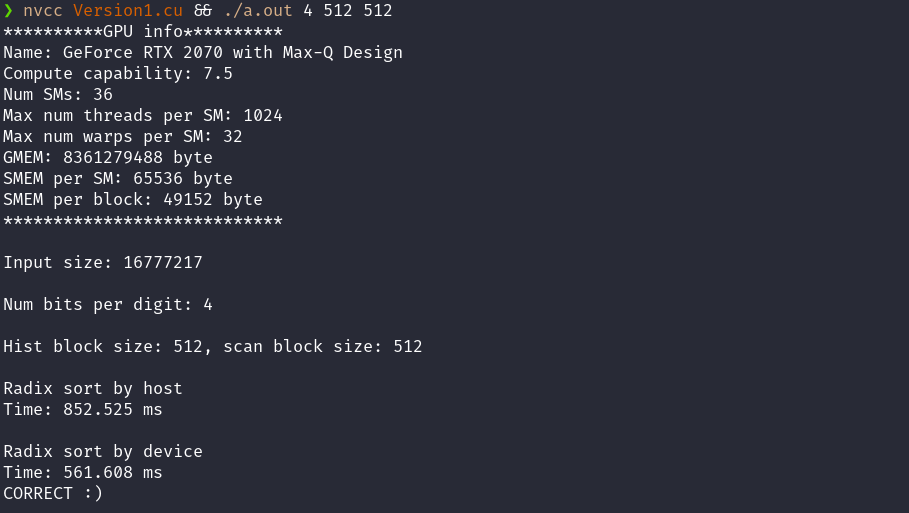 ❯ nvcc Version1.cu && ./a.out 4 512 512
**********GPU info**********
Name: GeForce RTX 2070 with Max-Q Design
Compute capability: 7.5
Num SMs: 36
Max num threads per SM: 1024
Max num warps per SM: 32
GMEM: 8361279488 byte
SMEM per SM: 65536 byte
SMEM per block: 49152 byte
****************************
Input size: 16777217
Num bits per digit: 4
Hist block size: 512, scan block size: 512
Radix sort by host
Time: 852.525 ms
Radix sort by device
Time: 561.608 ms
CORRECT :)